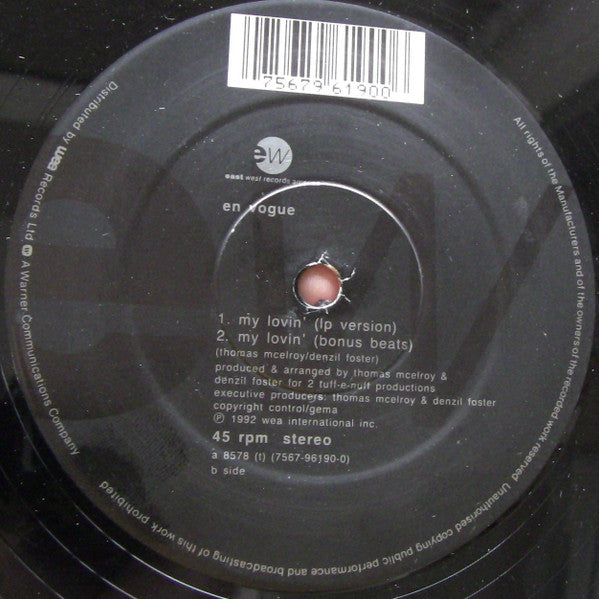 75679 61900
ew
east west records
en vogue
1. my lovin' (lp version)
2. my lovin' (bonus beats)
(thomas mcelroy/denzil foster)
produced & arranged by thomas mcelroy &
denzil foster for 2 tuff-e-nuff productions
executive producers: thomas mcelroy & denzil foster
copyright control/gema
℗ 1992 wea international inc.
45 rpm stereo
a 8578 (t) (7567-96190-0)
b side
All rights of the Manufacturers and of the owners of the recorded work reserved Unauthorised copying public performance and broadcasting of this work prohibited
Distributed by wea Records Ltd A Warner Communications Company